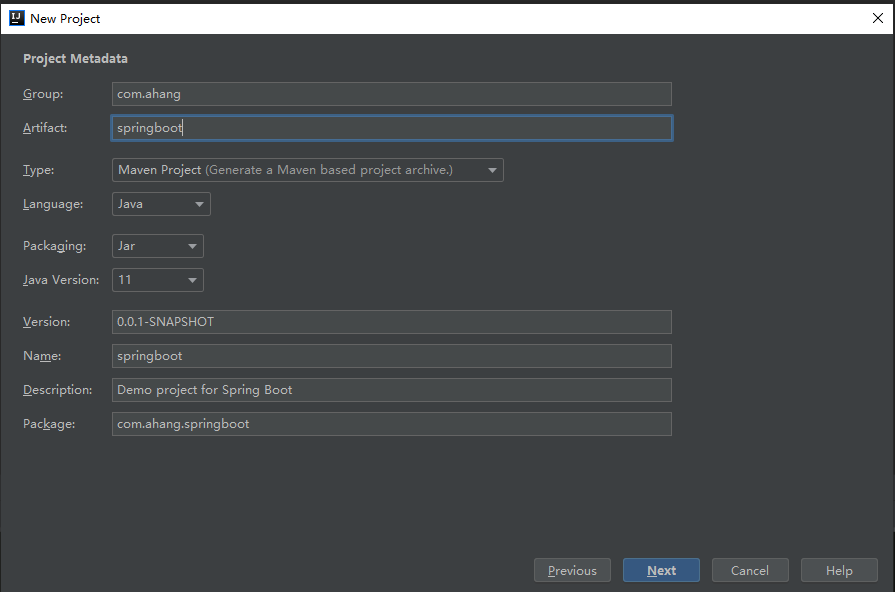 New Project
Project Metadata
Group: com.ahang
Artifact: springboot
Type: Maven Project (Generate a Maven based project archive.)
Language: Java
Packaging: Jar
Java Version: 11
Version: 0.0.1-SNAPSHOT
Name: springboot
Description: Demo project for Spring Boot
Package: com.ahang.springboot
Previous Next Cancel Help